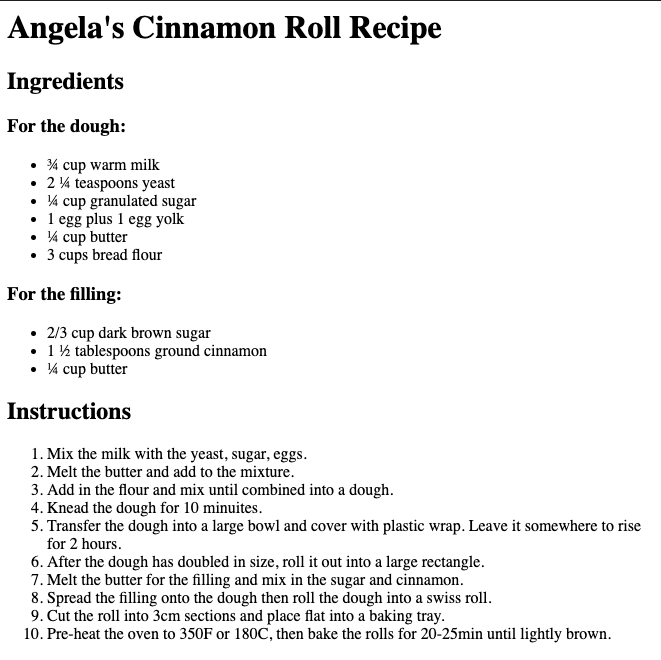 Angela's Cinnamon Roll Recipe
Ingredients
For the dough:
• ¾ cup warm milk
• 2 ¼ teaspoons yeast
• ¼ cup granulated sugar
• 1 egg plus 1 egg yolk
• ¼ cup butter
• 3 cups bread flour
For the filling:
• 2/3 cup dark brown sugar
• 1 ½ tablespoons ground cinnamon
• ¼ cup butter
Instructions
1. Mix the milk with the yeast, sugar, eggs.
2. Melt the butter and add to the mixture.
3. Add in the flour and mix until combined into a dough.
4. Knead the dough for 10 minuites.
5. Transfer the dough into a large bowl and cover with plastic wrap. Leave it somewhere to rise
for 2 hours.
6. After the dough has doubled in size, roll it out into a large rectangle.
7. Melt the butter for the filling and mix in the sugar and cinnamon.
8. Spread the filling onto the dough then roll the dough into a swiss roll.
9. Cut the roll into 3cm sections and place flat into a baking tray.
10. Pre-heat the oven to 350F or 180C, then bake the rolls for 20-25min until lightly brown.